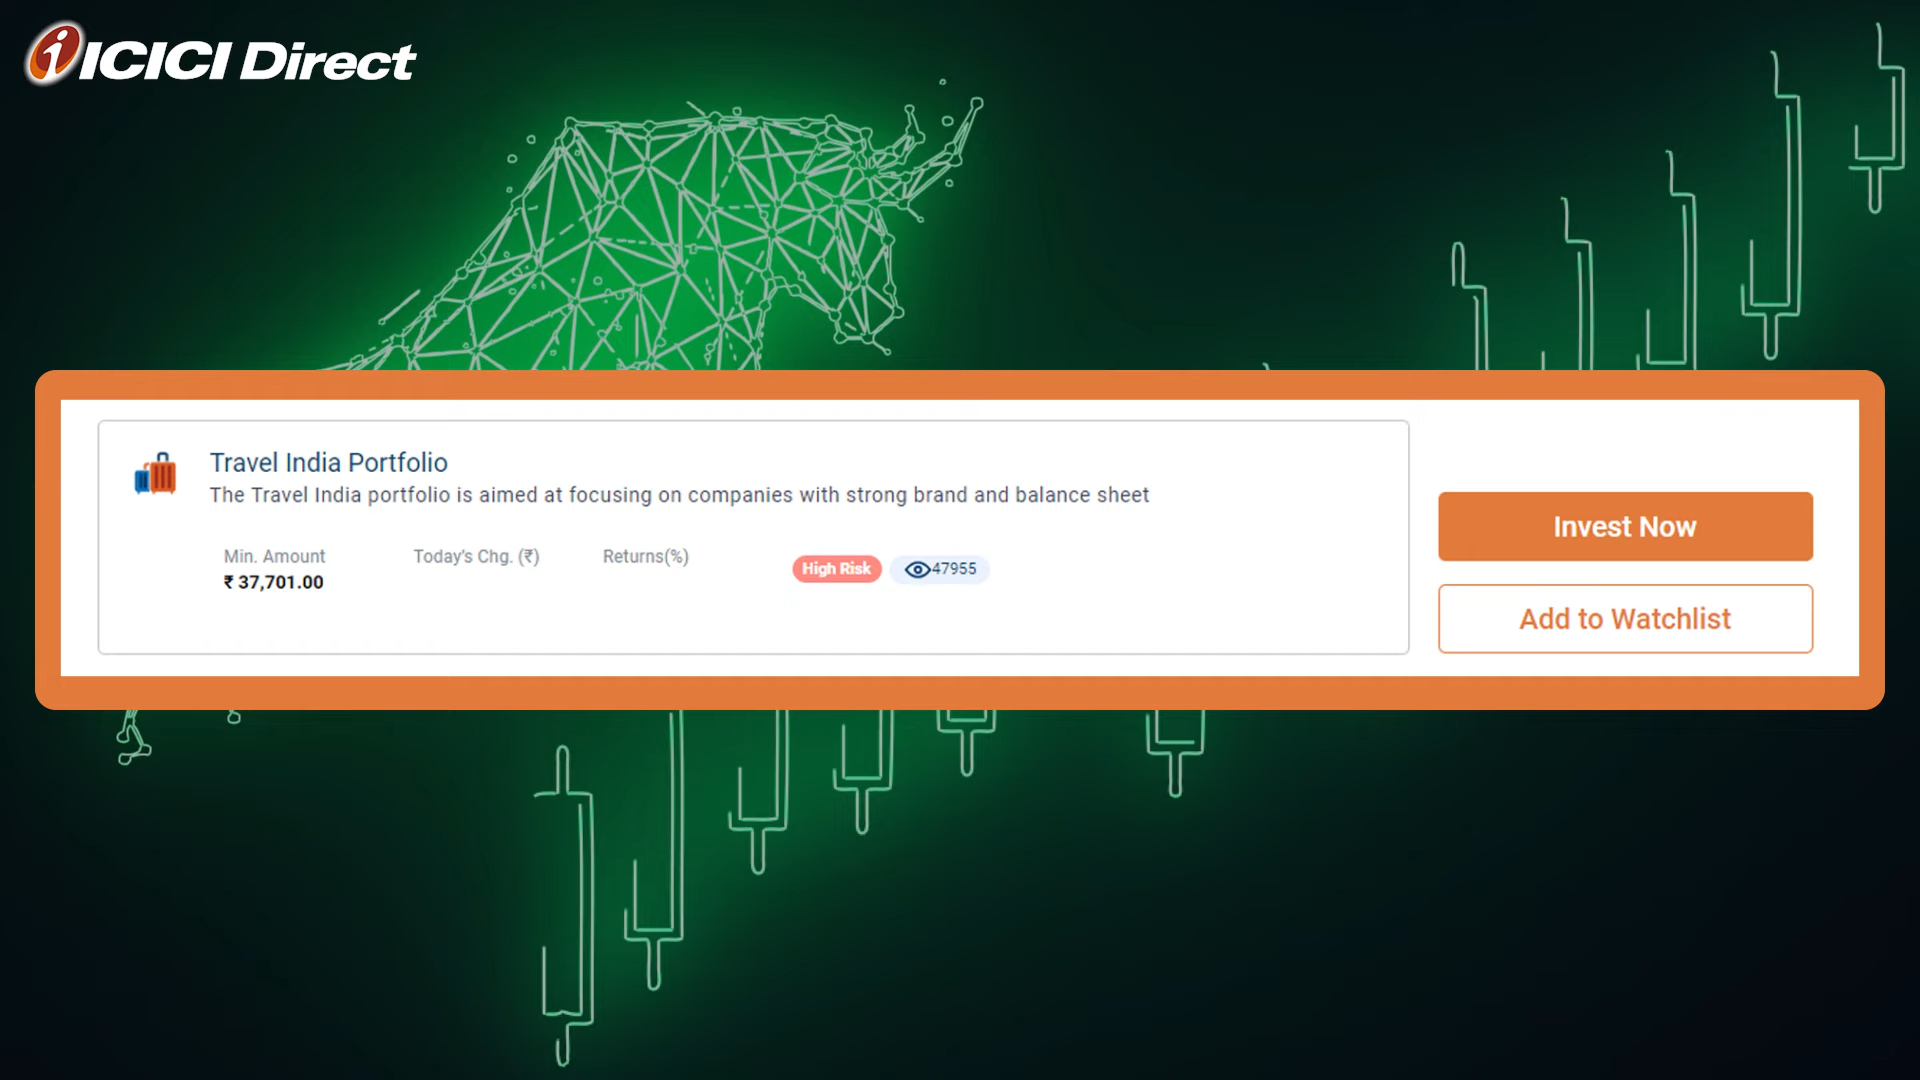 ICICI Direct
Travel India Portfolio
The Travel India portfolio is aimed at focusing on companies with strong brand and balance sheet
Min. Amount
₹ 37,701.00
Today's Chg. (₹)
Returns(%)
High Risk
47955
Invest Now
Add to Watchlist